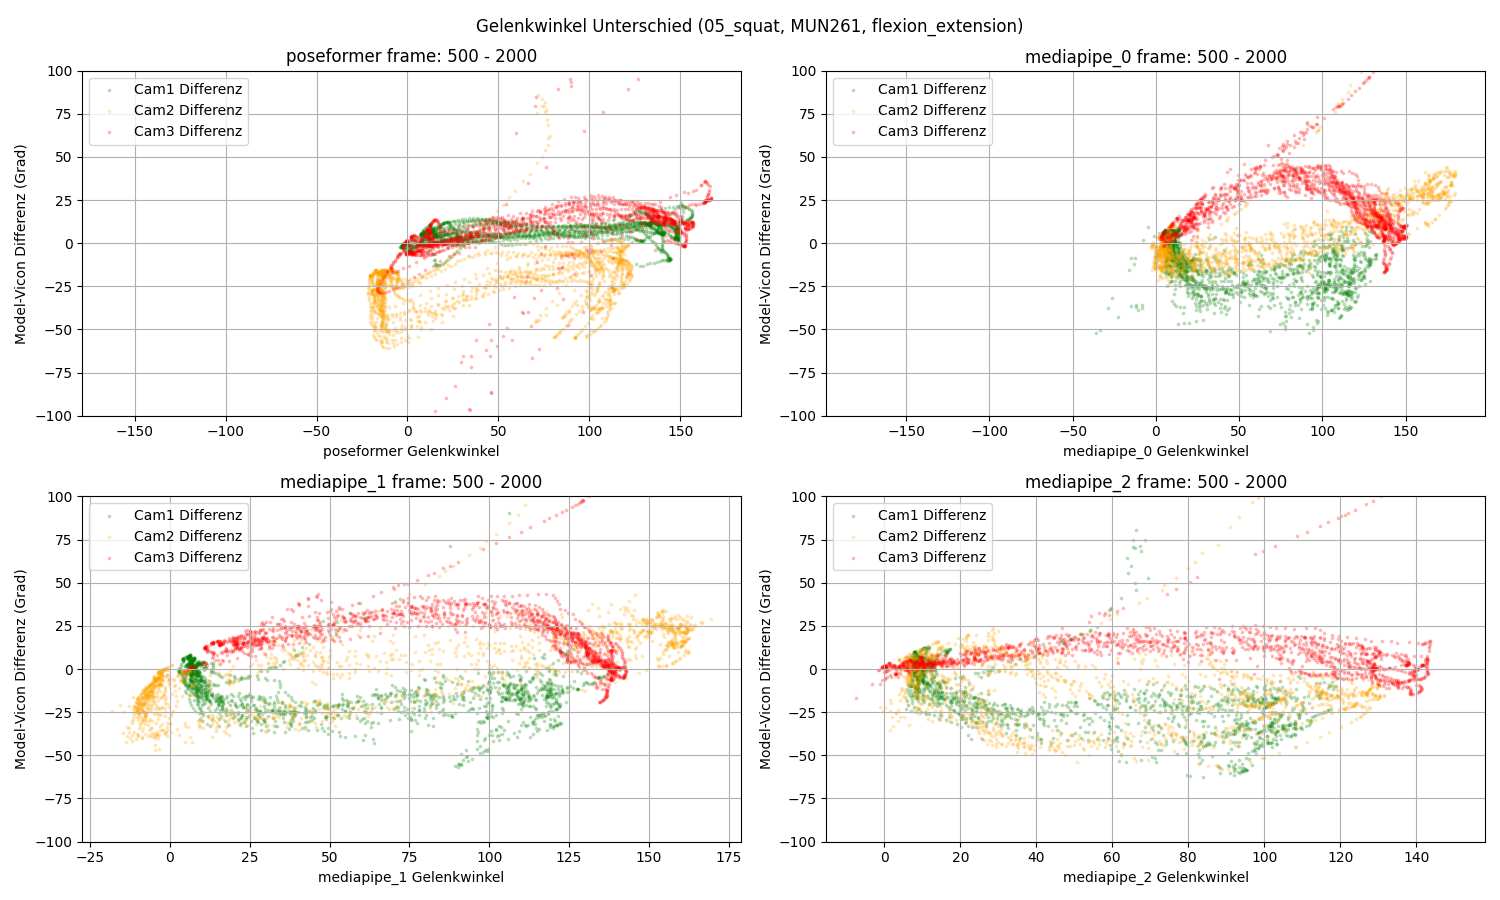 Gelenkwinkel Unterschied (05_squat, MUN261, flexion_extension)
poseformer frame: 500 - 2000
Cam1 Differenz
Cam2 Differenz
Cam3 Differenz
Model-Vicon Differenz (Grad)
100
75
50
25
0
−25
−50
−75
−100
−150 −100 −50 0 50 100 150
poseformer Gelenkwinkel
mediapipe_0 frame: 500 - 2000
Cam1 Differenz
Cam2 Differenz
Cam3 Differenz
Model-Vicon Differenz (Grad)
100
75
50
25
0
−25
−50
−75
−100
−150 −100 −50 0 50 100 150
mediapipe_0 Gelenkwinkel
mediapipe_1 frame: 500 - 2000
Cam1 Differenz
Cam2 Differenz
Cam3 Differenz
Model-Vicon Differenz (Grad)
100
75
50
25
0
−25
−50
−75
−100
−25 0 25 50 75 100 125 150 175
mediapipe_1 Gelenkwinkel
mediapipe_2 frame: 500 - 2000
Cam1 Differenz
Cam2 Differenz
Cam3 Differenz
Model-Vicon Differenz (Grad)
100
75
50
25
0
−25
−50
−75
−100
0 20 40 60 80 100 120 140
mediapipe_2 Gelenkwinkel